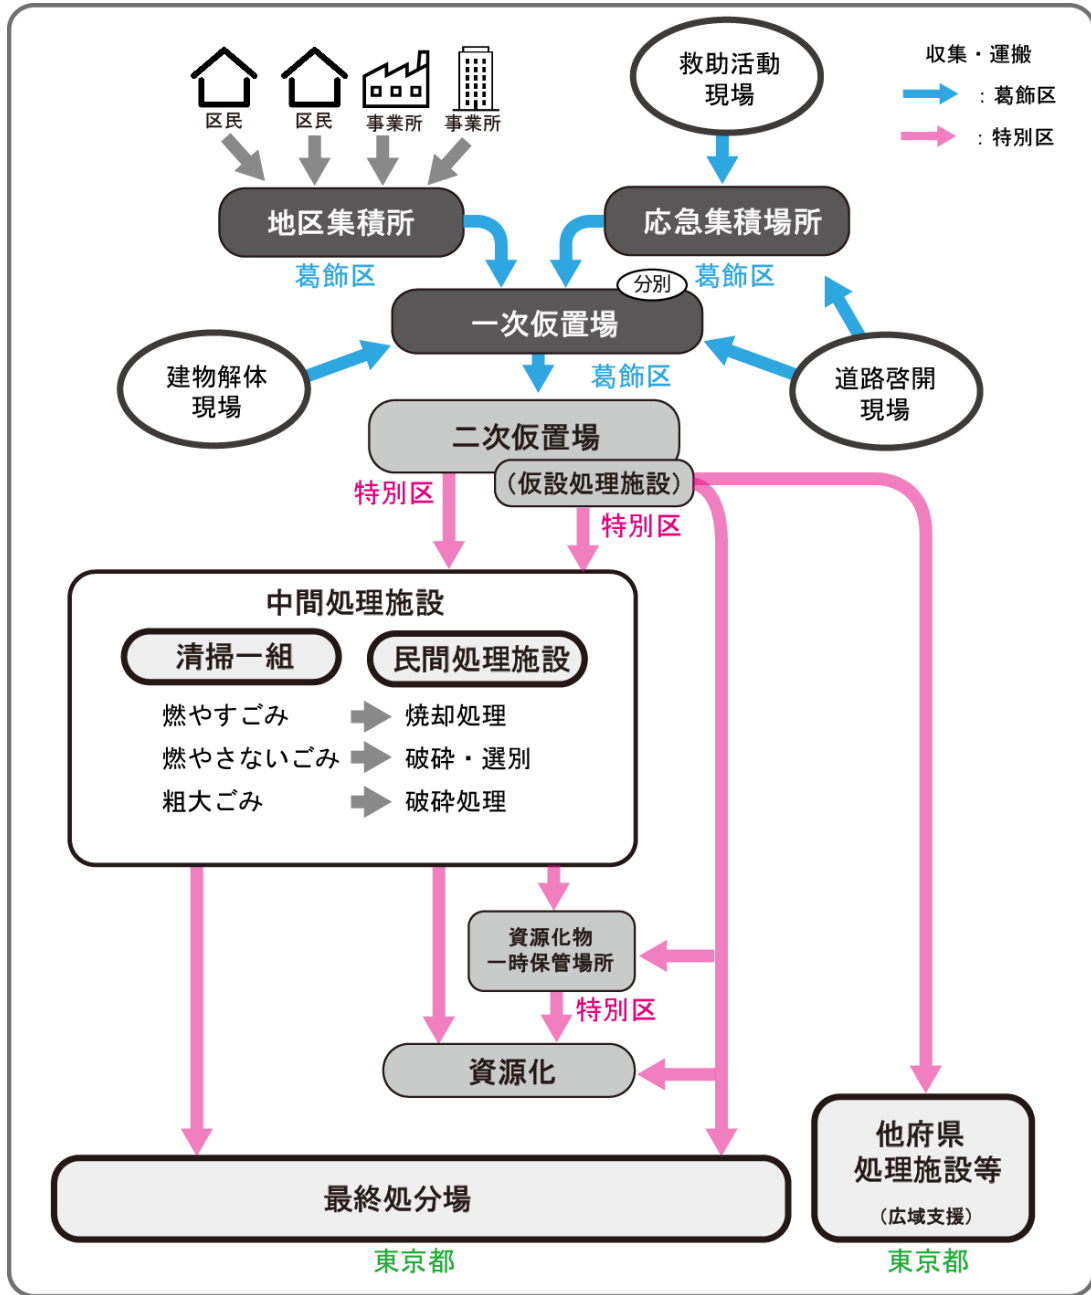 区民
区民
事業所
事業所
救助活動
現場
収集・運搬
：葛飾区
：特別区
地区集積所
応急集積場所
葛飾区
葛飾区
分別
一次仮置場
建物解体
現場
葛飾区
道路啓開
現場
二次仮置場
（仮設処理施設）
特別区
特別区
中間処理施設
清掃一組
民間処理施設
燃やすごみ
焼却処理
燃やさないごみ
破砕・選別
粗大ごみ
破砕処理
資源化物
一時保管場所
特別区
資源化
最終処分場
東京都
他府県
処理施設等
（広域支援）
東京都